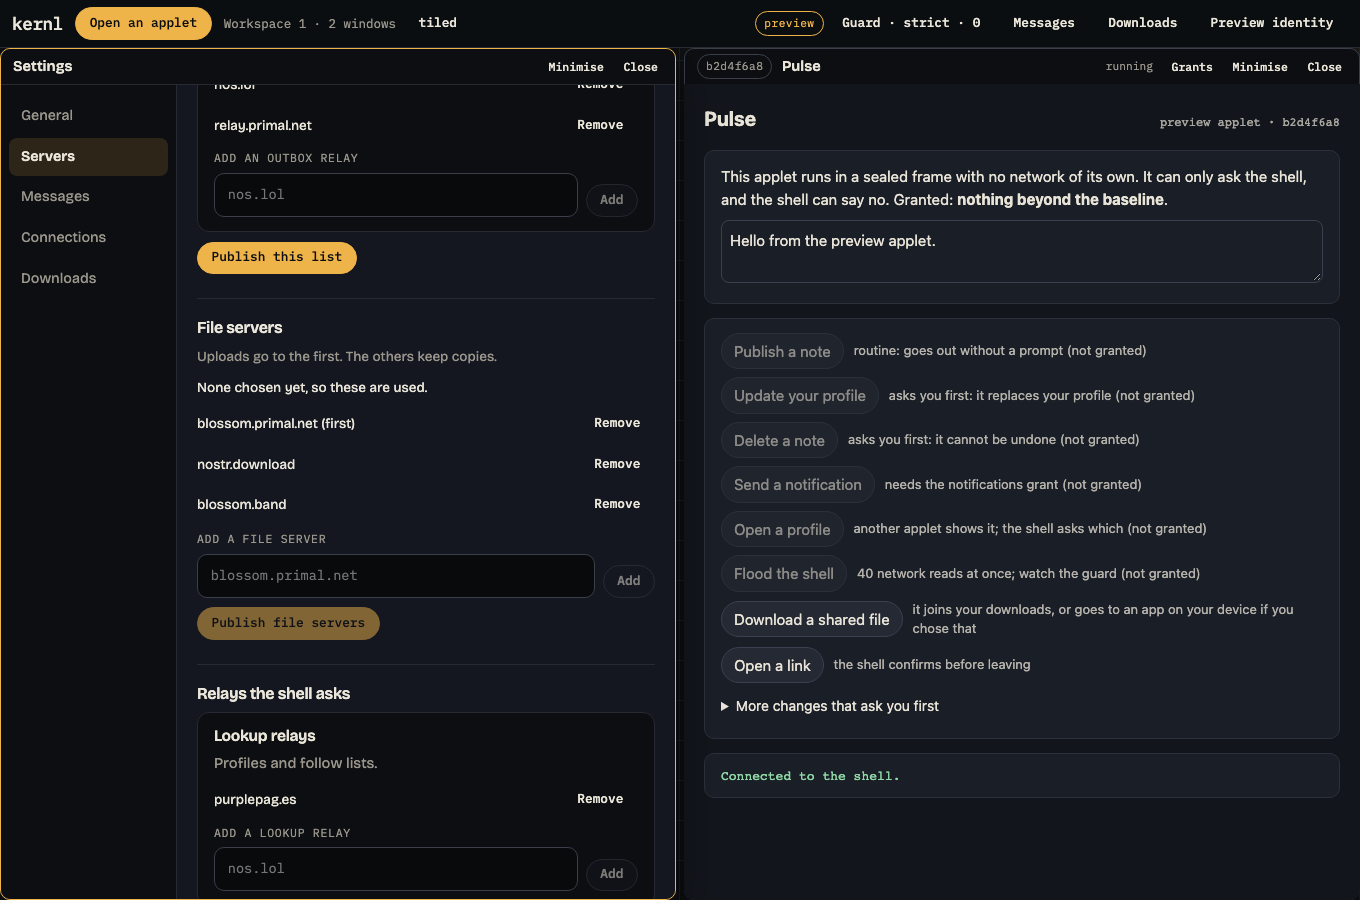 kernl
Open an applet
Workspace 1 · 2 windows
tiled
preview
Guard · strict · 0
Messages
Downloads
Preview identity
Settings
Minimise
Close
General
Servers
Messages
Connections
Downloads
nos.lol
Remove
relay.primal.net
Remove
ADD AN OUTBOX RELAY
nos.lol
Add
Publish this list
File servers
Uploads go to the first. The others keep copies.
None chosen yet, so these are used.
blossom.primal.net (first)
Remove
nostr.download
Remove
blossom.band
Remove
ADD A FILE SERVER
blossom.primal.net
Add
Publish file servers
Relays the shell asks
Lookup relays
Profiles and follow lists.
purplepag.es
Remove
ADD A LOOKUP RELAY
nos.lol
Add
b2d4f6a8
Pulse
running
Grants
Minimise
Close
Pulse
preview applet · b2d4f6a8
This applet runs in a sealed frame with no network of its own. It can only ask the shell,
and the shell can say no. Granted: nothing beyond the baseline.
Hello from the preview applet.
Publish a note
routine: goes out without a prompt (not granted)
Update your profile
asks you first: it replaces your profile (not granted)
Delete a note
asks you first: it cannot be undone (not granted)
Send a notification
needs the notifications grant (not granted)
Open a profile
another applet shows it; the shell asks which (not granted)
Flood the shell
40 network reads at once; watch the guard (not granted)
Download a shared file
it joins your downloads, or goes to an app on your device if you
chose that
Open a link
the shell confirms before leaving
More changes that ask you first
Connected to the shell.